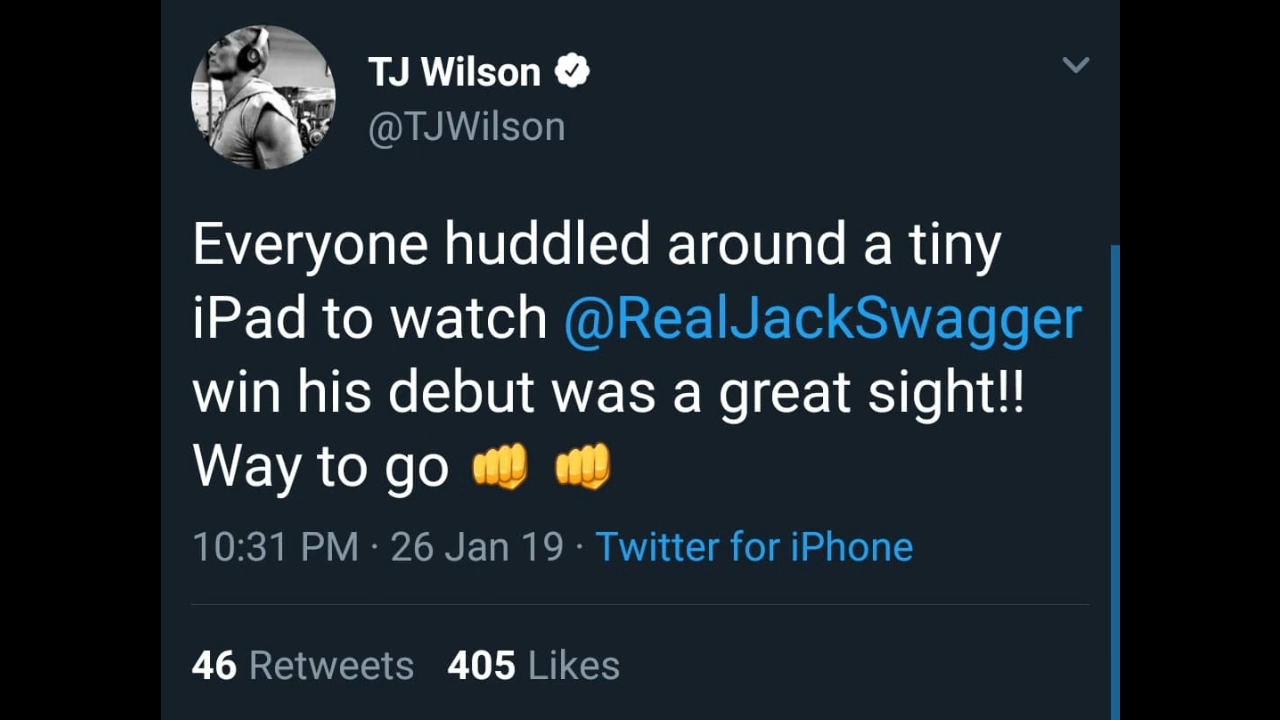 TJ Wilson
@TJWilson
Everyone huddled around a tiny
iPad to watch @RealJackSwagger
win his debut was a great sight!!
Way to go 👊 👊
10:31 PM · 26 Jan 19 · Twitter for iPhone
46 Retweets 405 Likes